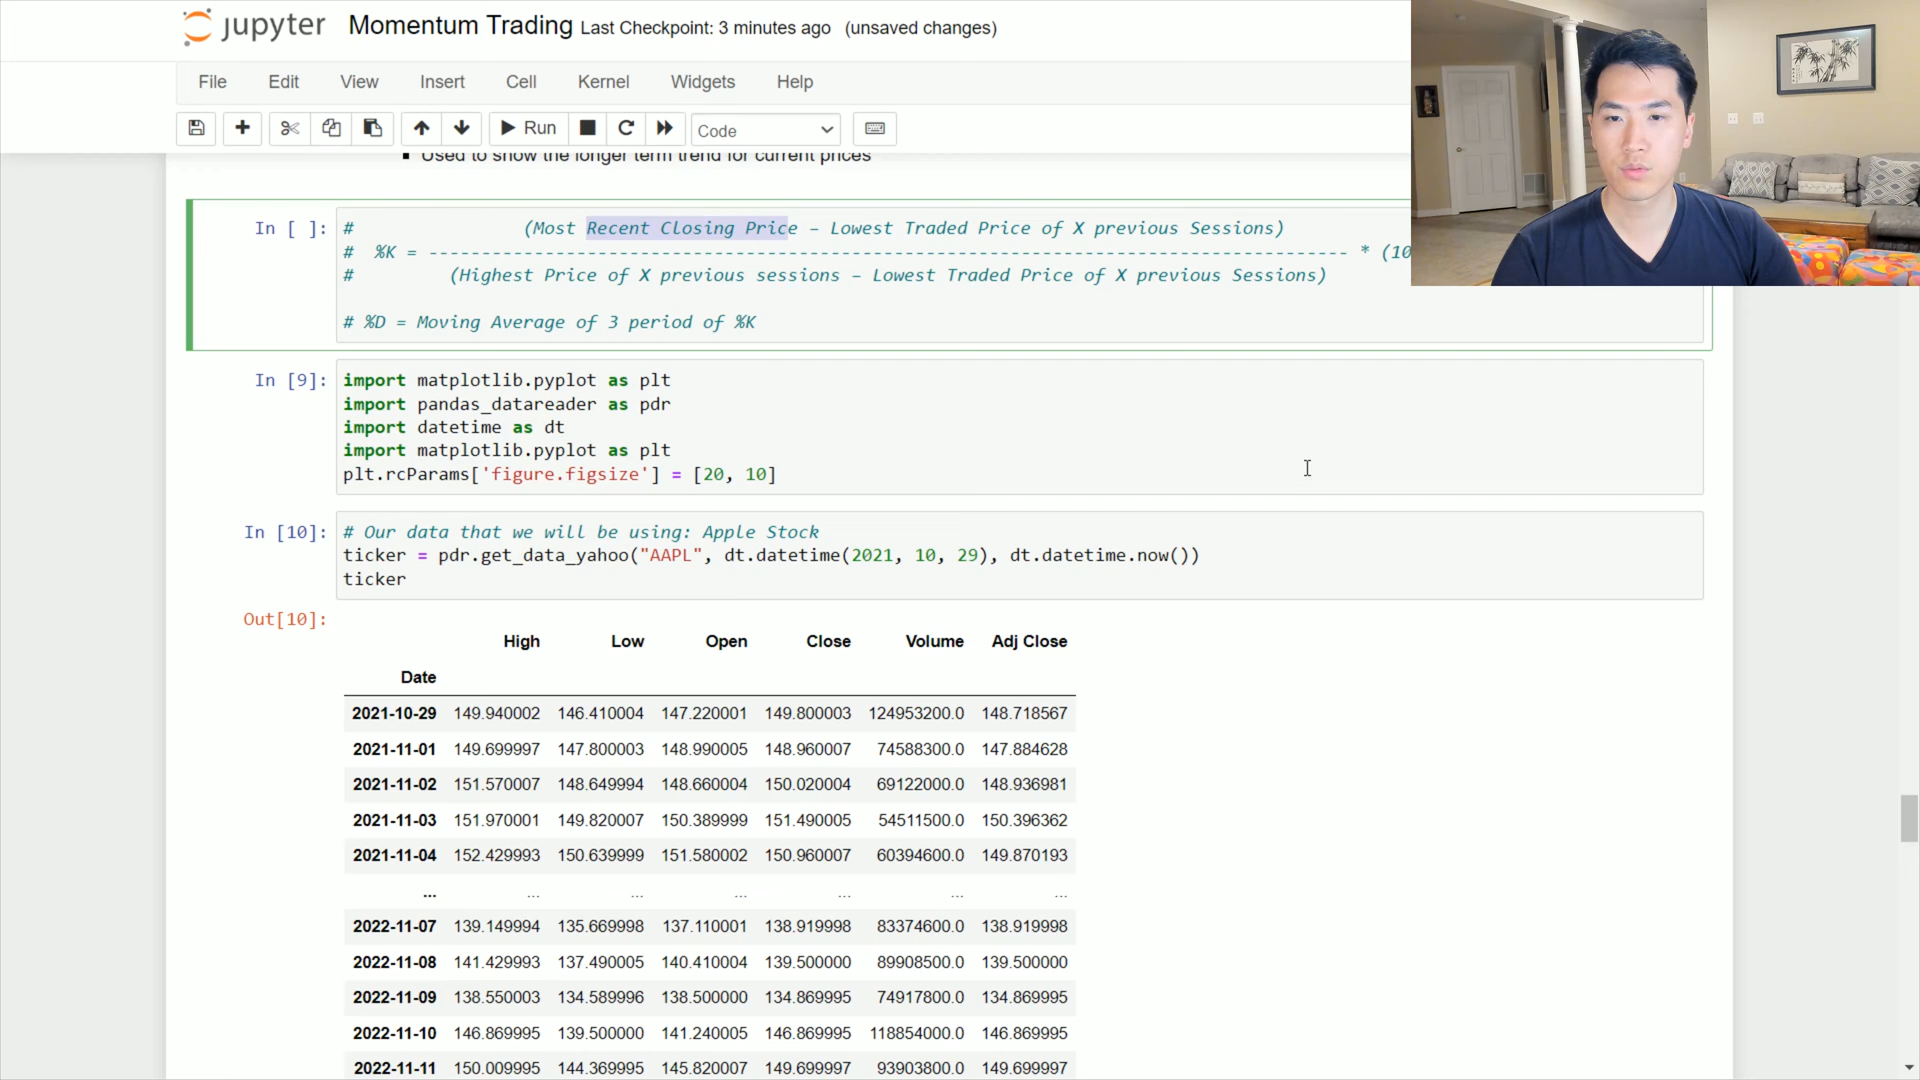 jupyter Momentum Trading Last Checkpoint: 3 minutes ago (unsaved changes)
File Edit View Insert Cell Kernel Widgets Help
Run Code
Used to show the longer term trend for current prices
In [ ]: # (Most Recent Closing Price – Lowest Traded Price of X previous Sessions)
# %K = --------------------------------------------------------------------------------------- * (10
# (Highest Price of X previous sessions – Lowest Traded Price of X previous Sessions)
# %D = Moving Average of 3 period of %K
In [9]: import matplotlib.pyplot as plt
import pandas_datareader as pdr
import datetime as dt
import matplotlib.pyplot as plt
plt.rcParams['figure.figsize'] = [20, 10]
In [10]: # Our data that we will be using: Apple Stock
ticker = pdr.get_data_yahoo("AAPL", dt.datetime(2021, 10, 29), dt.datetime.now())
ticker
Out[10]:
High Low Open Close Volume Adj Close
Date
2021-10-29 149.940002 146.410004 147.220001 149.800003 124953200.0 148.718567
2021-11-01 149.699997 147.800003 148.990005 148.960007 74588300.0 147.884628
2021-11-02 151.570007 148.649994 148.660004 150.020004 69122000.0 148.936981
2021-11-03 151.970001 149.820007 150.389999 151.490005 54511500.0 150.396362
2021-11-04 152.429993 150.639999 151.580002 150.960007 60394600.0 149.870193
... ... ... ... ... ... ...
2022-11-07 139.149994 135.669998 137.110001 138.919998 83374600.0 138.919998
2022-11-08 141.429993 137.490005 140.410004 139.500000 89908500.0 139.500000
2022-11-09 138.550003 134.589996 138.500000 134.869995 74917800.0 134.869995
2022-11-10 146.869995 139.500000 141.240005 146.869995 118854000.0 146.869995
2022-11-11 150.009995 144.369995 145.820007 149.699997 93903800.0 149.699997